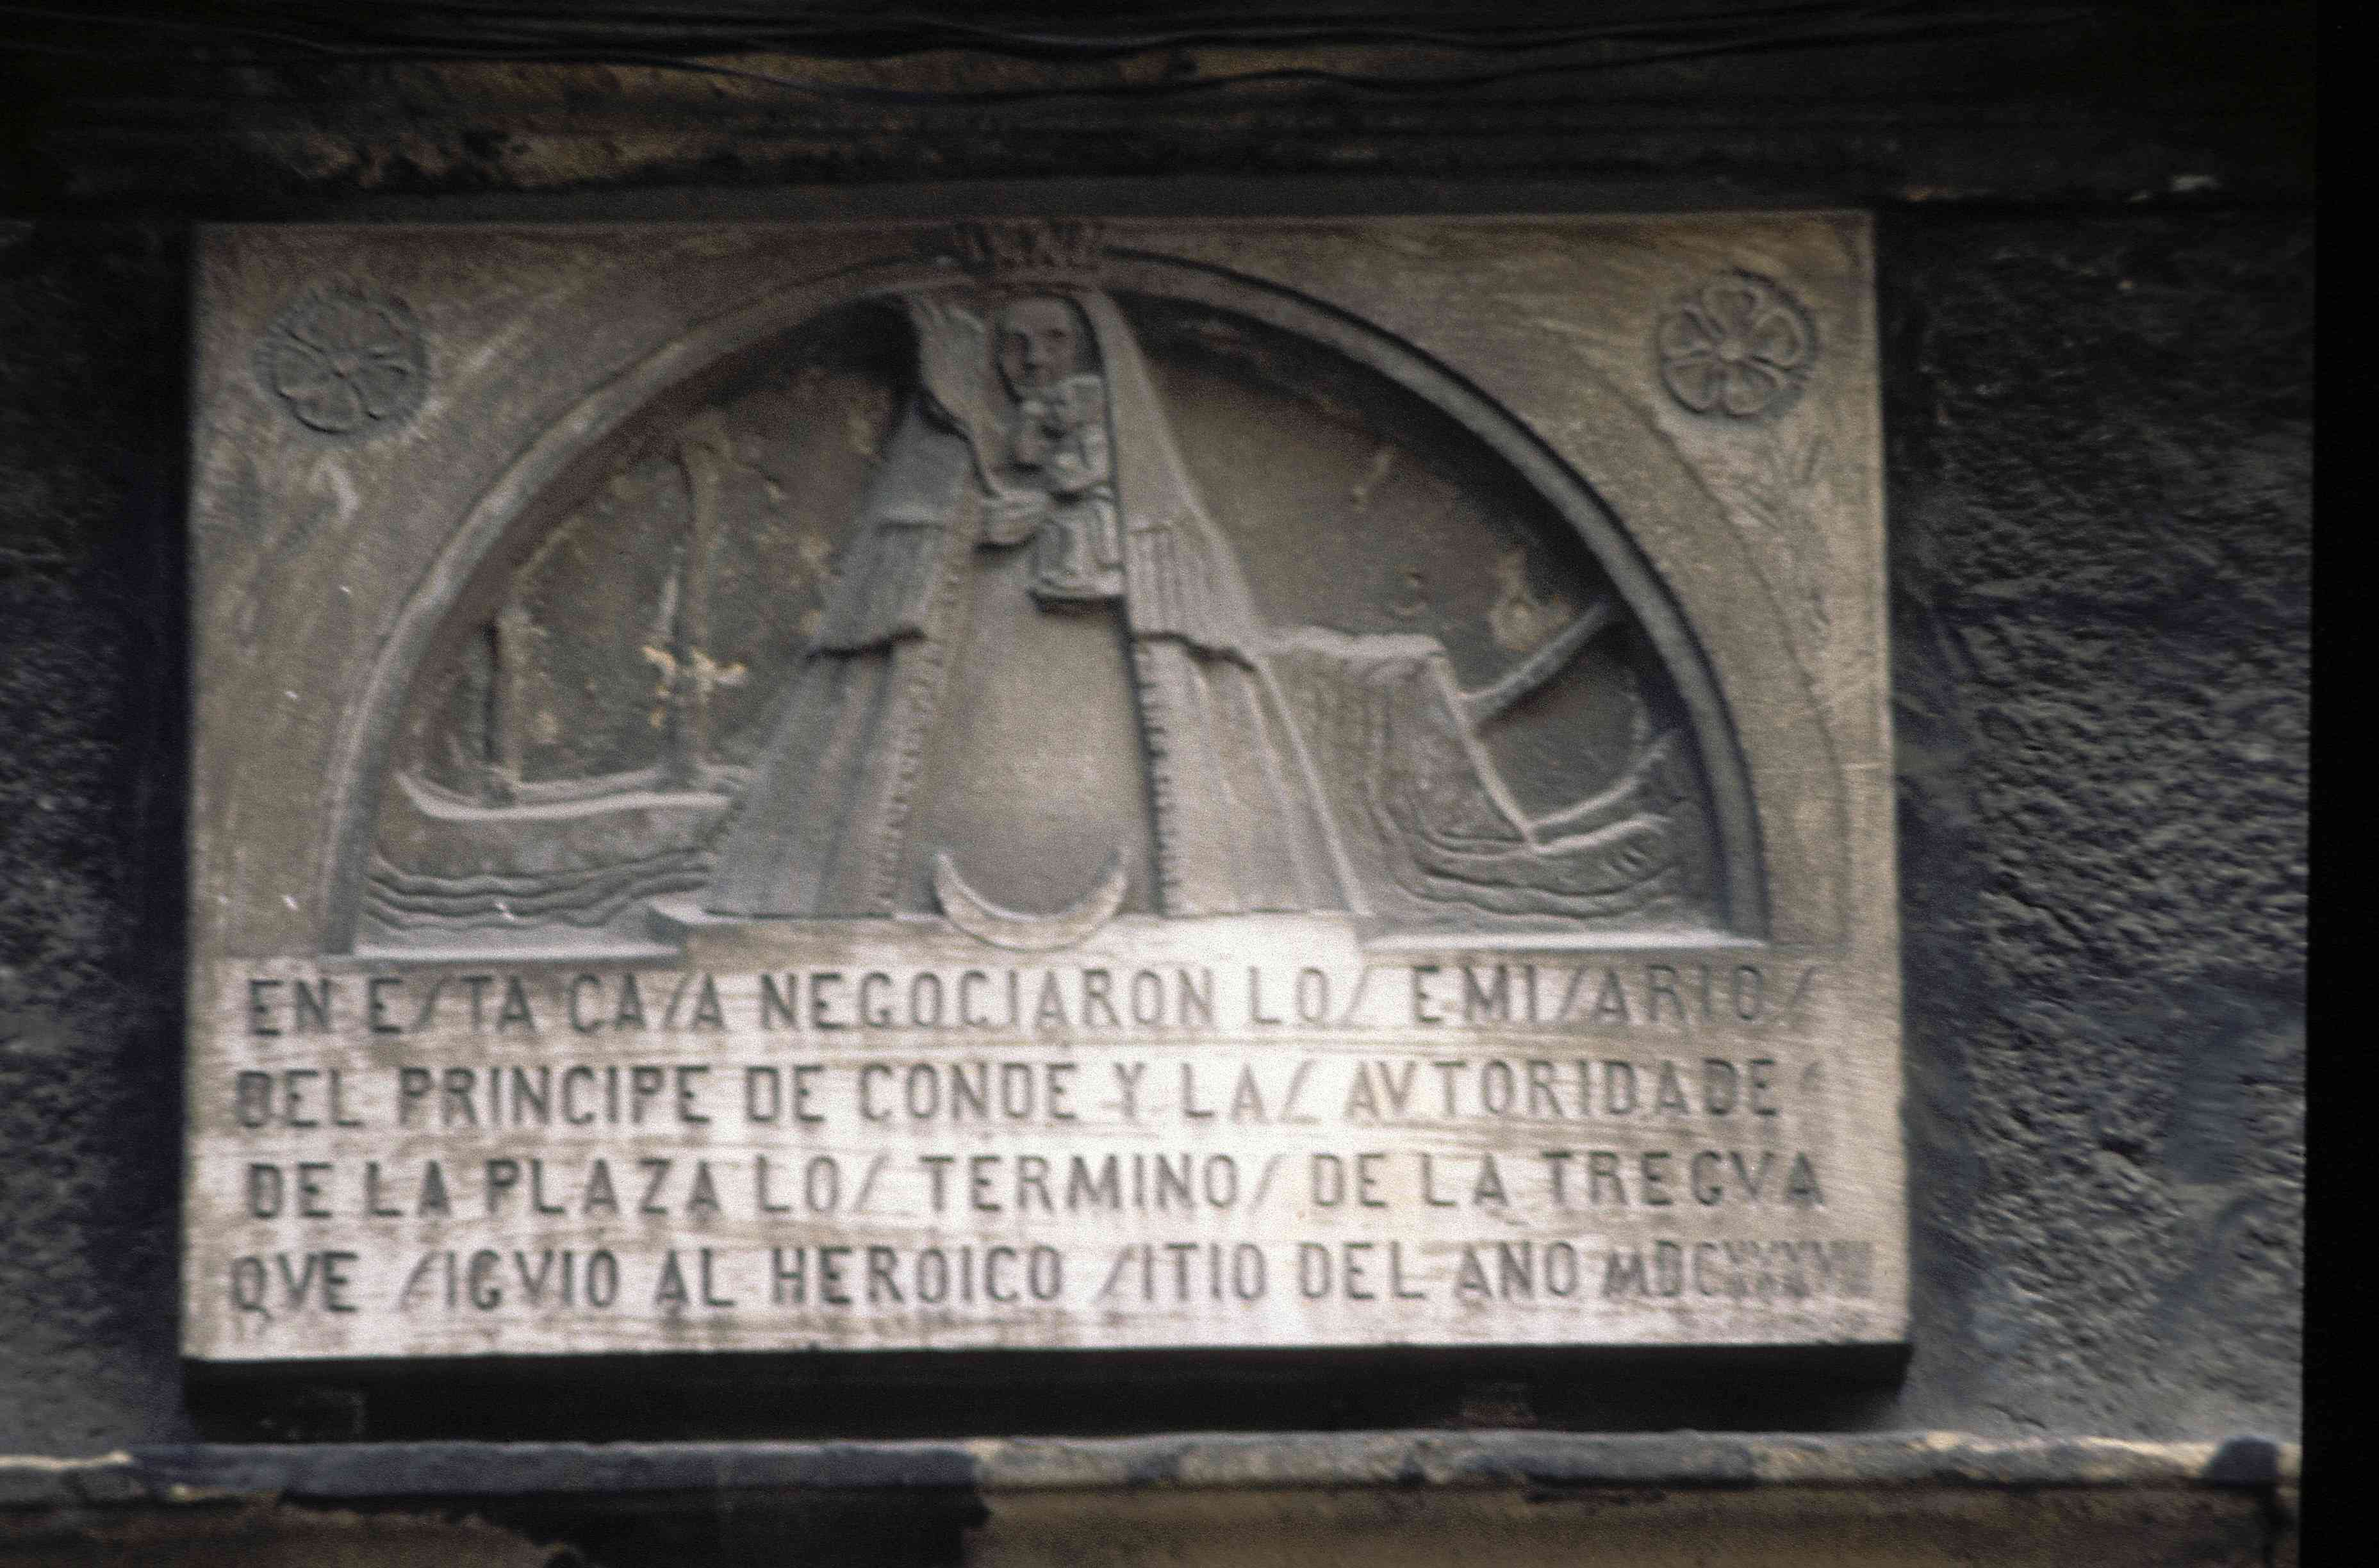 EN ESTA CASA NEGOCIARON LOS EMISARIOS
DEL PRINCIPE DE CONDE Y LAS AVTORIDADES
DE LA PLAZA LOS TERMINOS DE LA TREGVA
QVE SIGVIO AL HEROICO SITIO DEL ANO